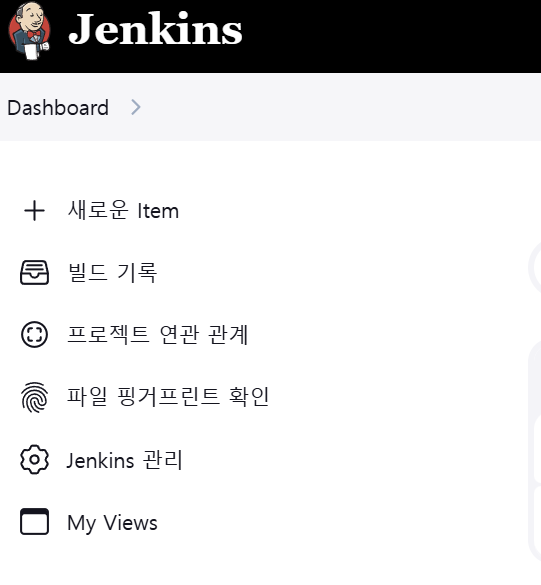 Jenkins
Dashboard
새로운 Item
빌드 기록
프로젝트 연관 관계
파일 핑거프린트 확인
Jenkins 관리
My Views